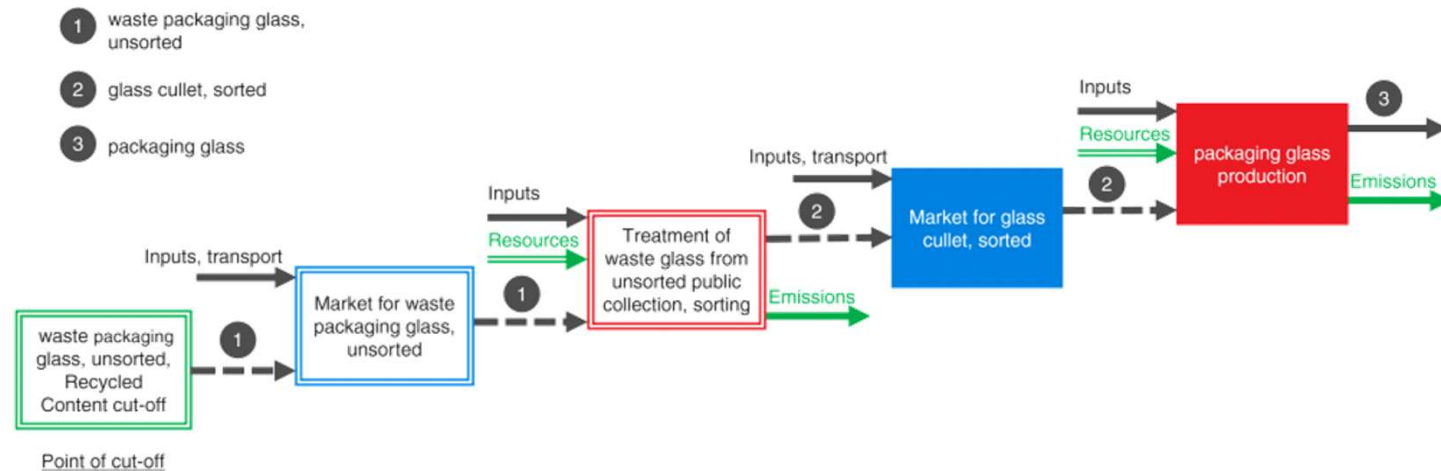 1
waste packaging glass,
unsorted
2
glass cullet, sorted
3
packaging glass
waste packaging
glass, unsorted,
Recycled
Content cut-off
Point of cut-off
1
Inputs, transport
Market for waste
packaging glass,
unsorted
1
Inputs
Resources
Treatment of
waste glass from
unsorted public
collection, sorting
Emissions
2
Inputs, transport
Market for glass
cullet, sorted
2
Inputs
Resources
packaging glass
production
3
Emissions